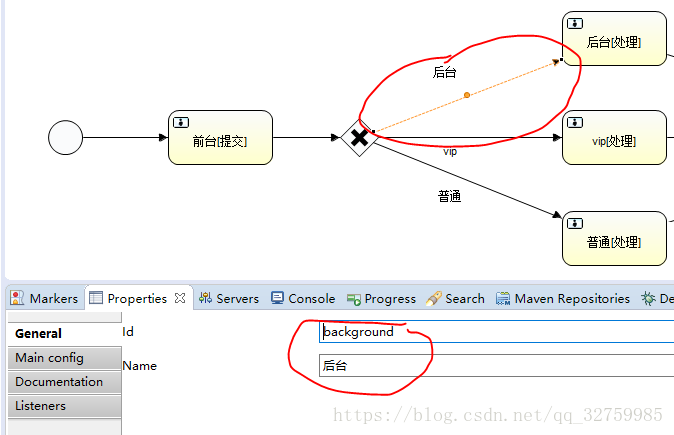 后台[处理]
后台
前台[提交]
vip[处理]
vip
普通
普通[处理]
Markers Properties Servers Console Progress Search Maven Repositories De
General
Id background
Main config
Name 后台
Documentation
Listeners
https://blog.csdn.net/qq_32759985